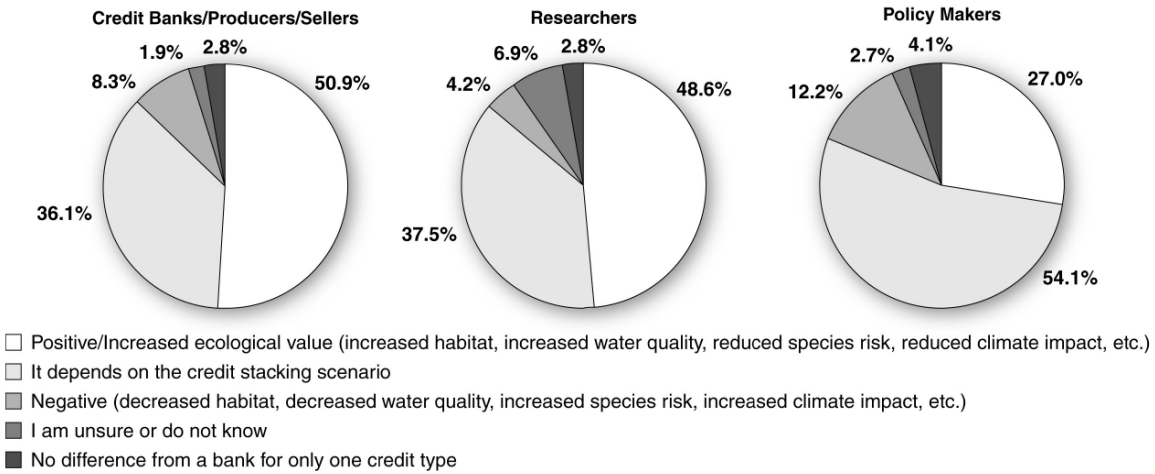 Credit Banks/Producers/Sellers
1.9% 2.8%
8.3% 50.9%
36.1%
Researchers
6.9% 2.8%
4.2% 48.6%
37.5%
Policy Makers
2.7% 4.1%
12.2% 27.0%
54.1%
Positive/Increased ecological value (increased habitat, increased water quality, reduced species risk, reduced climate impact, etc.)
It depends on the credit stacking scenario
Negative (decreased habitat, decreased water quality, increased species risk, increased climate impact, etc.)
I am unsure or do not know
No difference from a bank for only one credit type